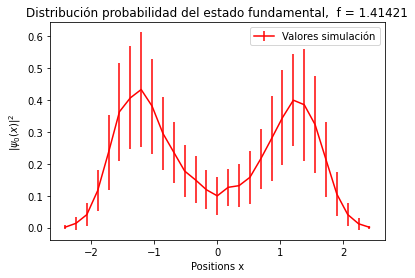 Distribución probabilidad del estado fundamental, f = 1.41421
Valores simulación
|ψ₀(x)|²
0.6
0.5
0.4
0.3
0.2
0.1
0.0
−2 −1 0 1 2
Positions x